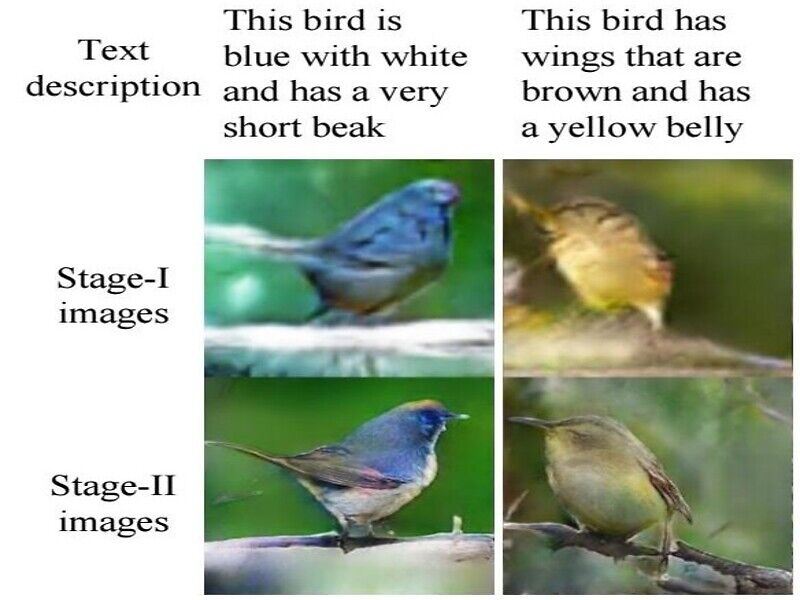 Text
description
This bird is
blue with white
and has a very
short beak
This bird has
wings that are
brown and has
a yellow belly
Stage-I
images
Stage-II
images